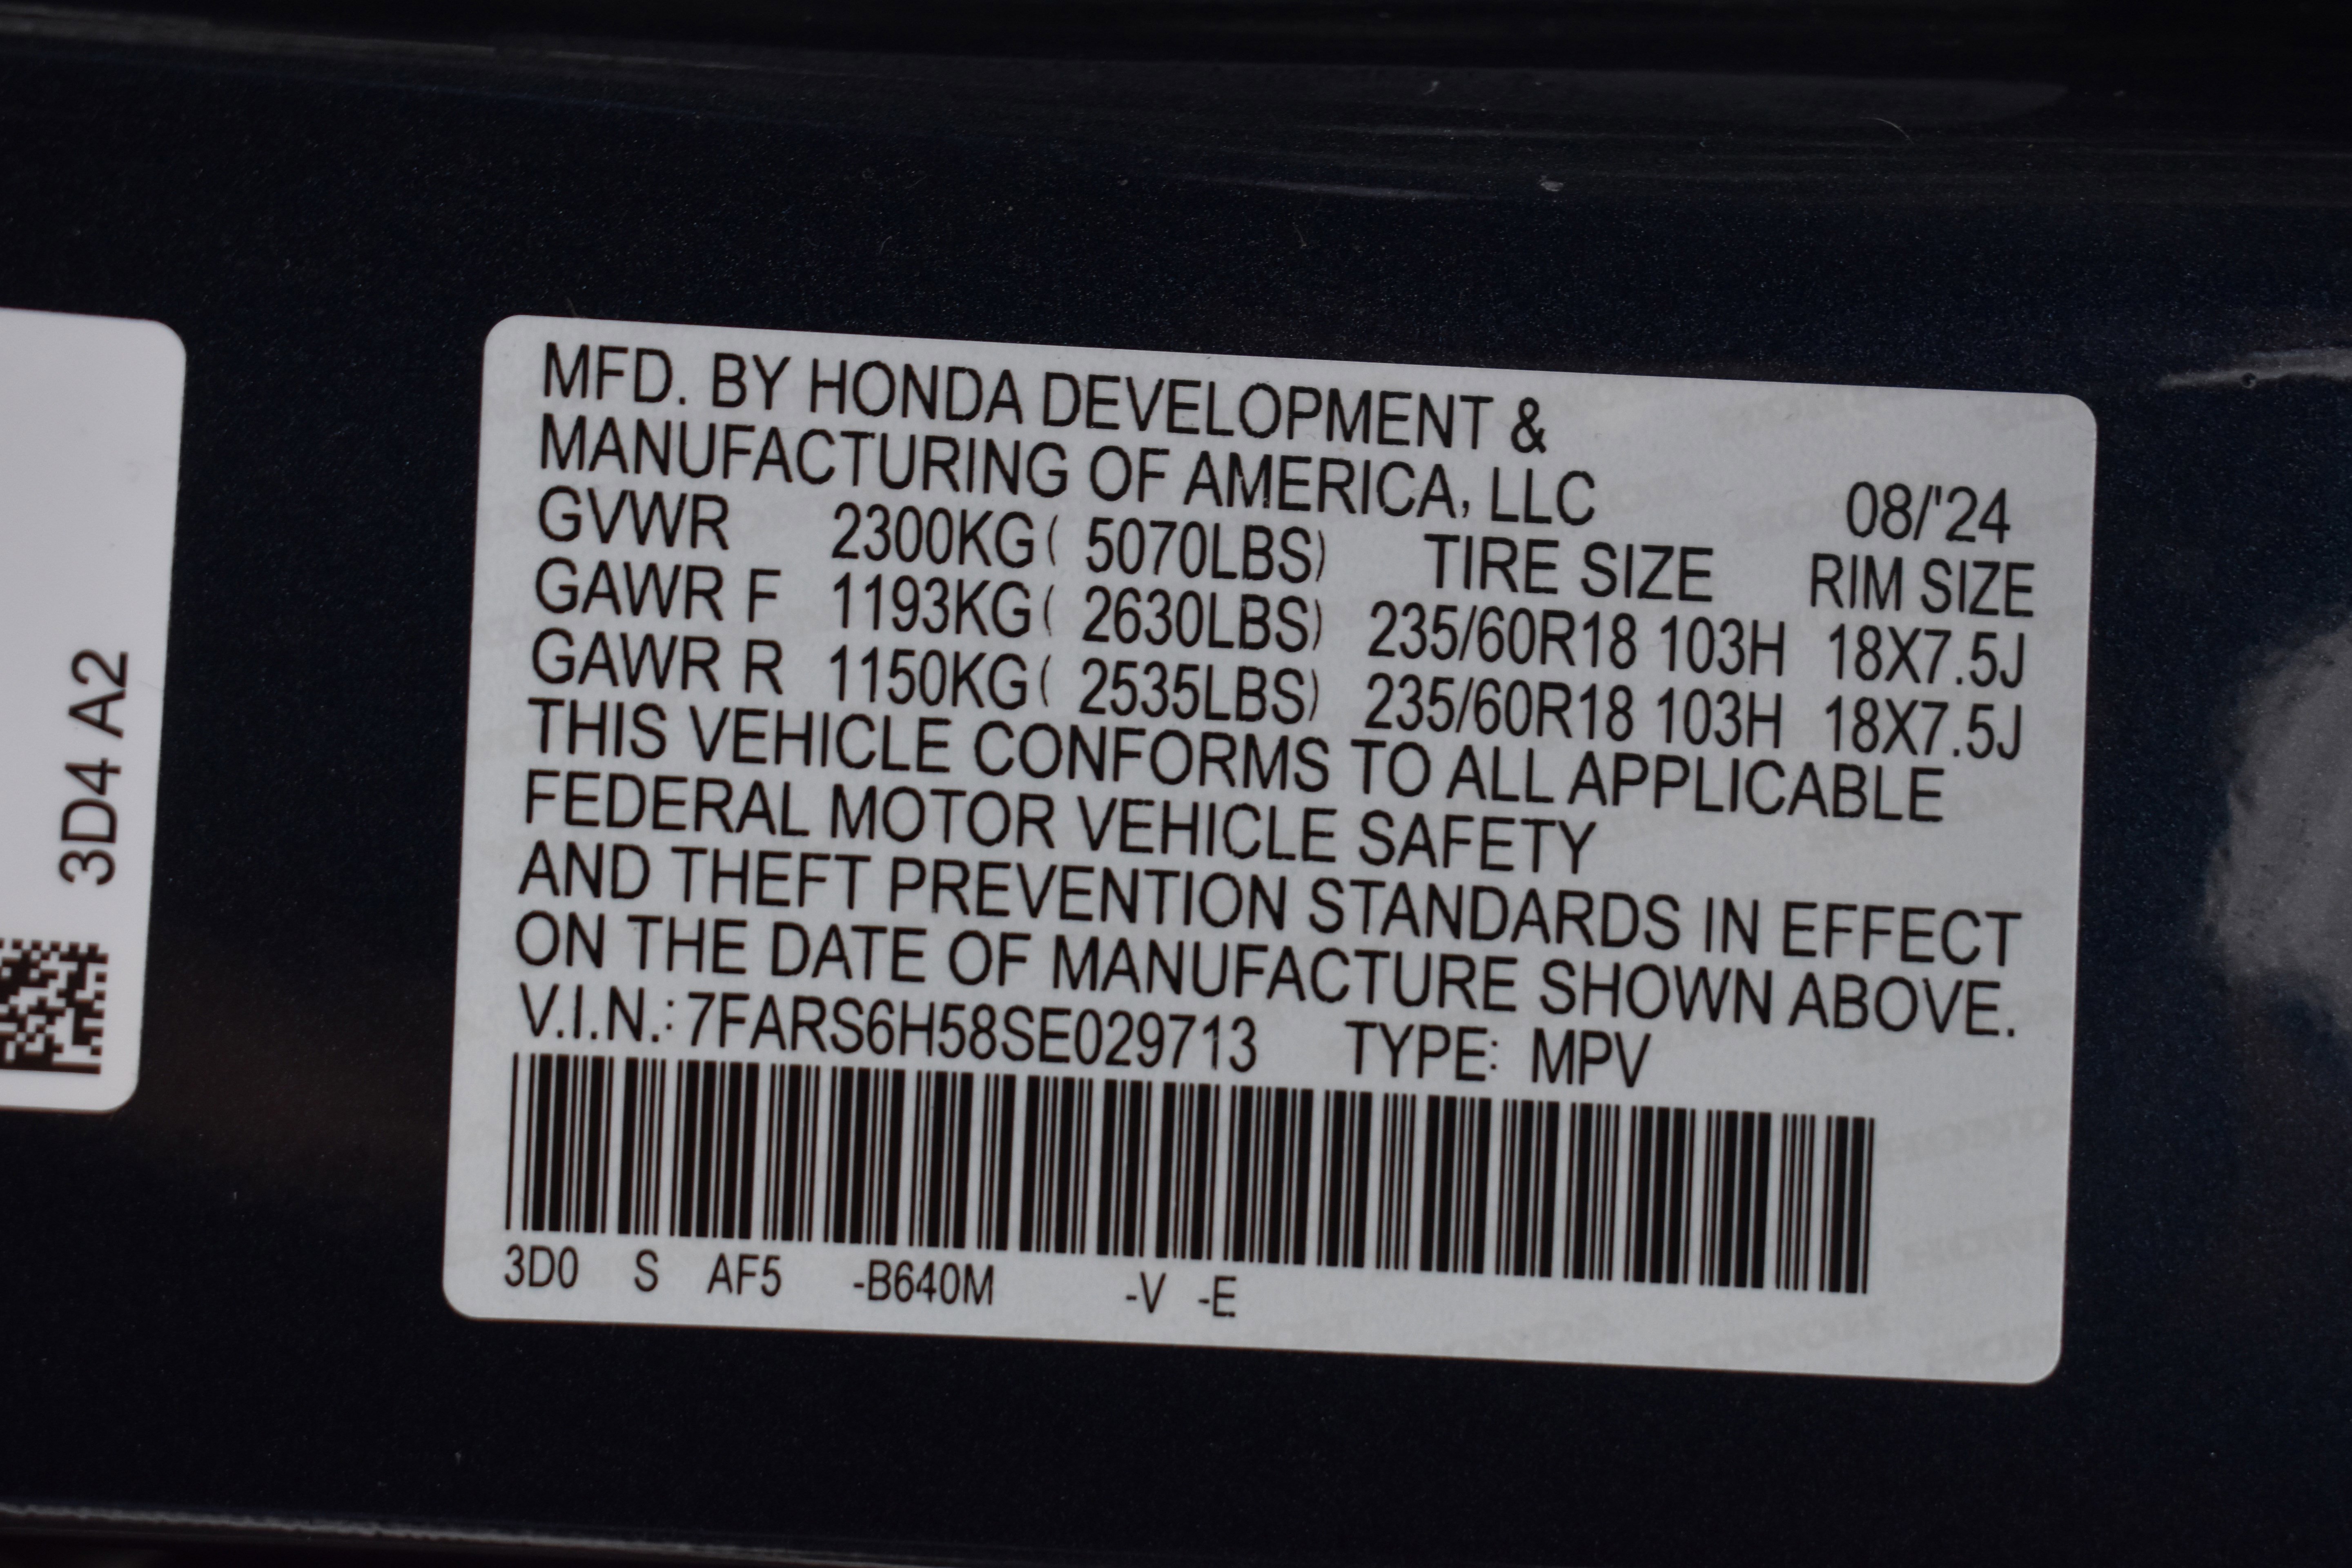 MFD. BY HONDA DEVELOPMENT &
MANUFACTURING OF AMERICA, LLC 08/'24
GVWR 2300KG( 5070LBS) TIRE SIZE RIM SIZE
GAWR F 1193KG( 2630LBS) 235/60R18 103H 18X7.5J
GAWR R 1150KG( 2535LBS) 235/60R18 103H 18X7.5J
THIS VEHICLE CONFORMS TO ALL APPLICABLE
FEDERAL MOTOR VEHICLE SAFETY
AND THEFT PREVENTION STANDARDS IN EFFECT
ON THE DATE OF MANUFACTURE SHOWN ABOVE.
V.I.N.: 7FARS6H58SE029713 TYPE: MPV
3D0 S AF5 -B640M -V -E
3D4 A2